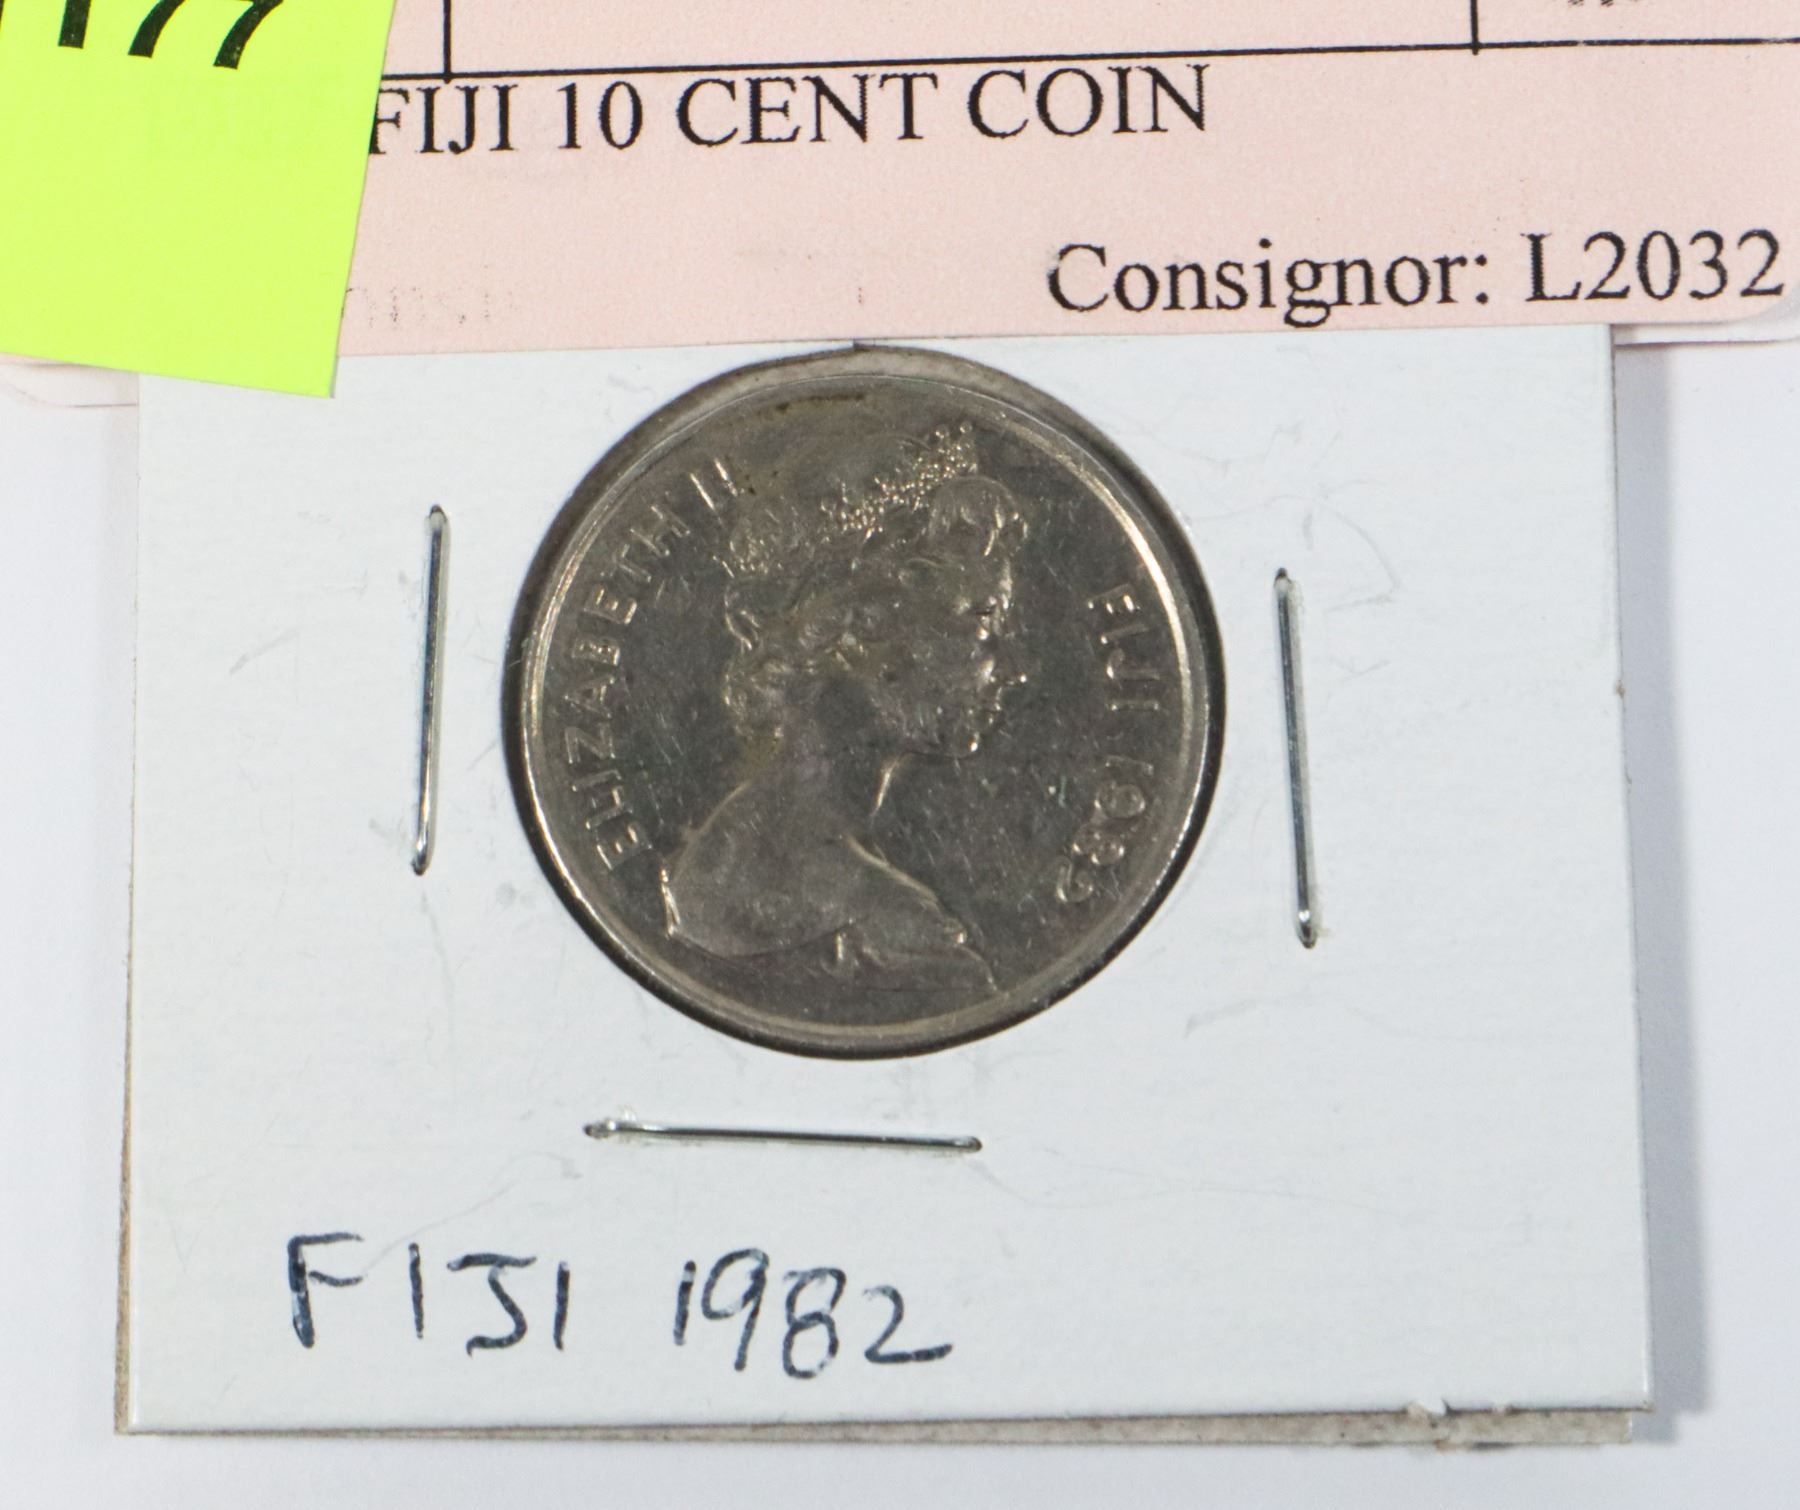 177
FIJI 10 CENT COIN
Consignor: L2032
ELIZABETH II
FIJI 1982
FIJI 1982